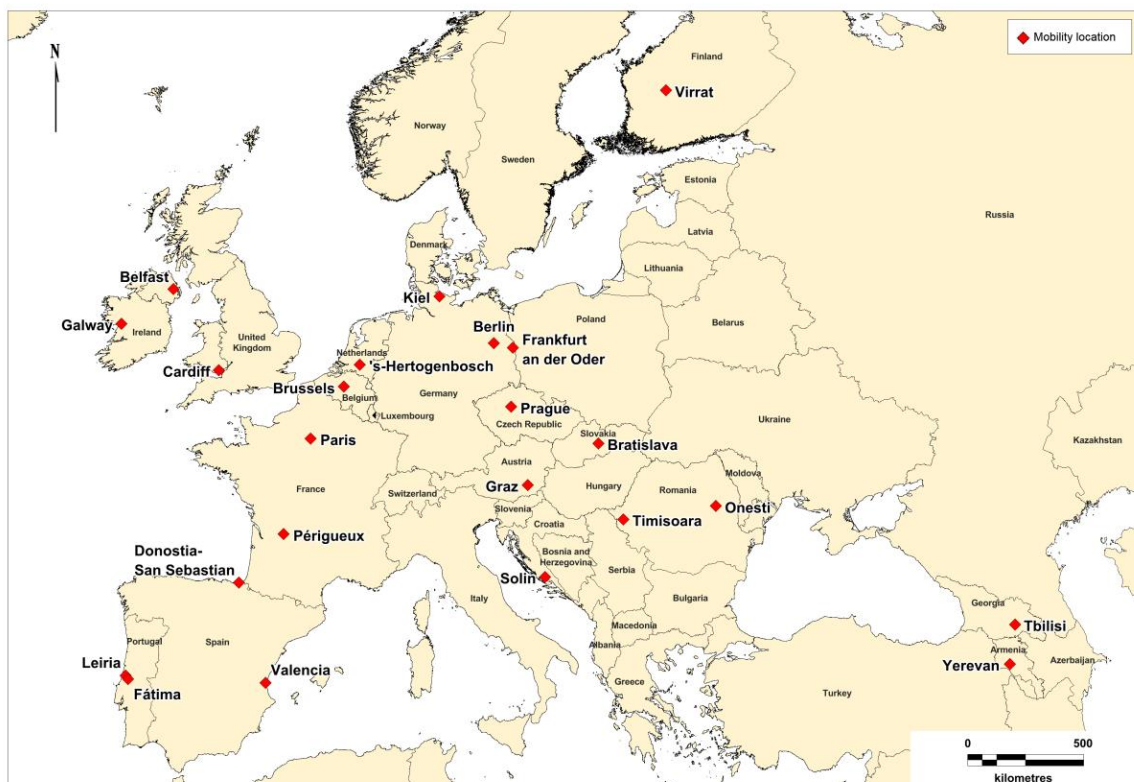 Mobility location
N
Finland
Virrat
Norway
Sweden
Estonia
Russia
Latvia
Denmark
Lithuania
Belfast
Kiel
Poland
Belarus
Galway
Ireland
United
Kingdom
Berlin
Frankfurt
an der Oder
Netherlands
's-Hertogenbosch
Cardiff
Brussels
Belgium
Germany
Luxembourg
Prague
Czech Republic
Ukraine
Kazakhstan
Paris
Slovakia
Bratislava
Austria
Graz
Moldova
France
Switzerland
Hungary
Romania
Onesti
Slovenia
Timisoara
Croatia
Périgueux
Donostia-
San Sebastian
Bosnia and
Herzegovina
Solin
Serbia
Italy
Bulgaria
Georgia
Tbilisi
Portugal
Spain
Macedonia
Albania
Armenia
Yerevan
Azerbaijan
Leiria
Fátima
Valencia
Greece
Turkey
0
500
kilometres